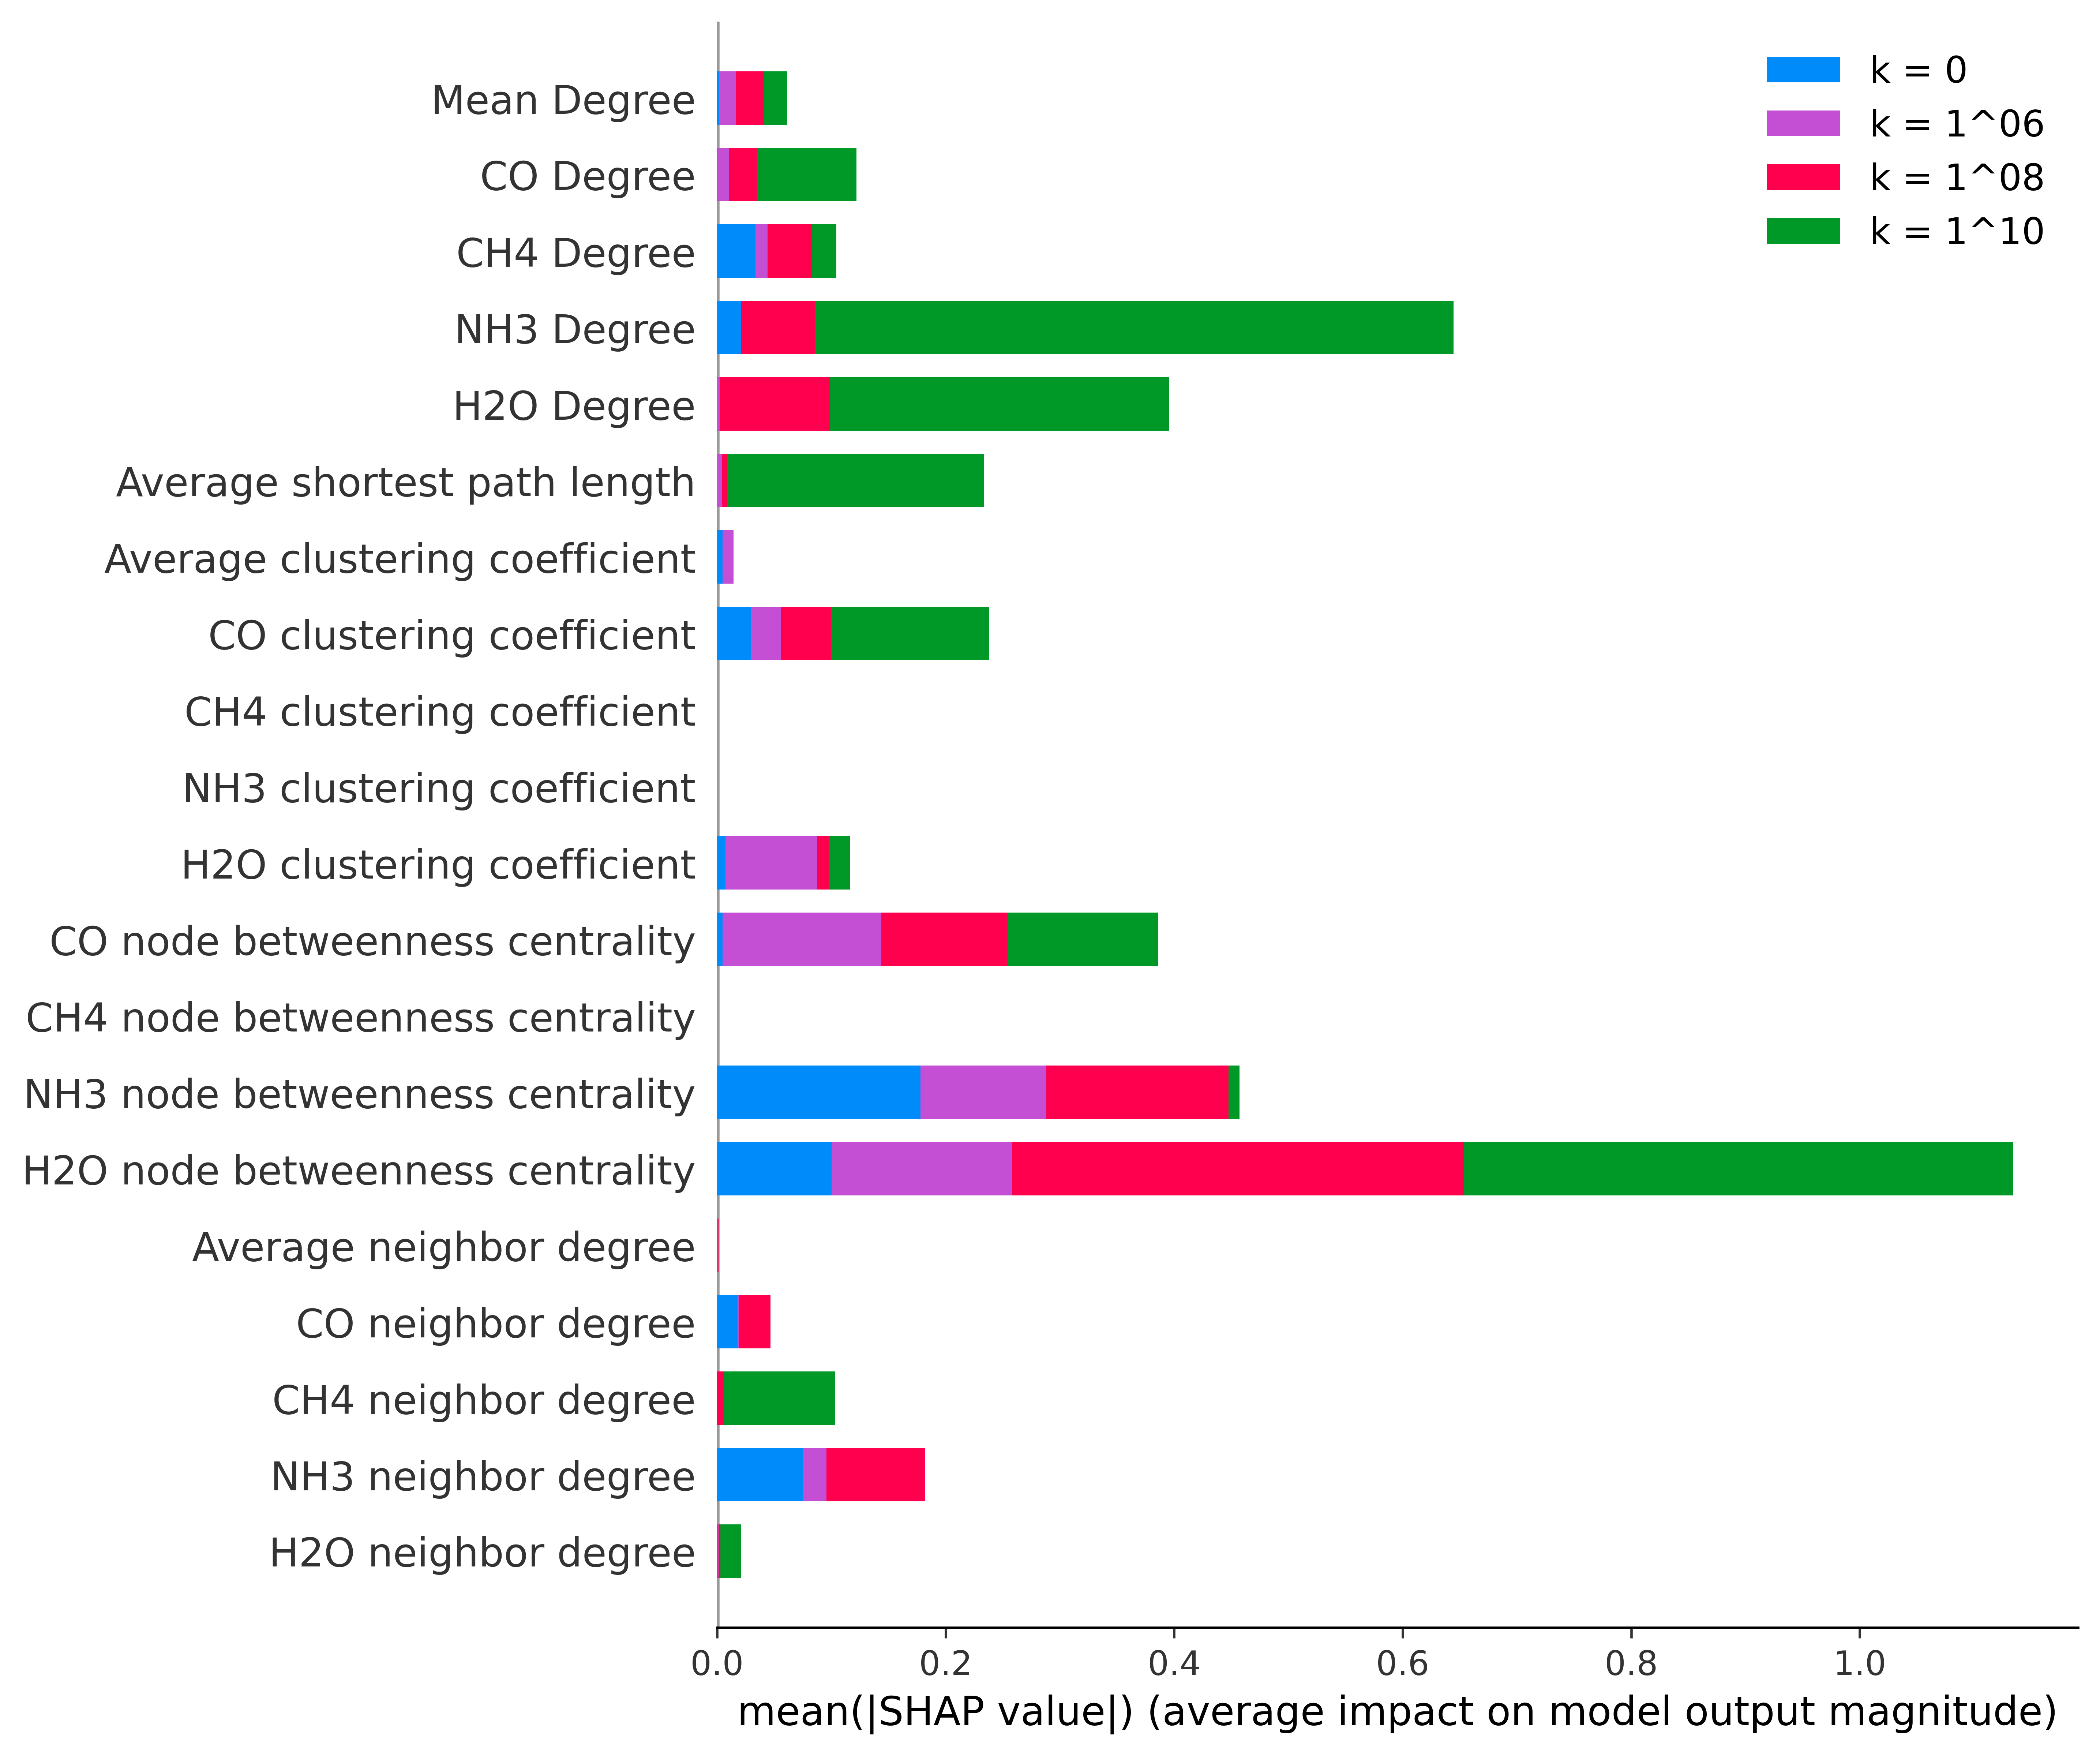 k = 0
k = 1^06
k = 1^08
k = 1^10
Mean Degree
CO Degree
CH4 Degree
NH3 Degree
H2O Degree
Average shortest path length
Average clustering coefficient
CO clustering coefficient
CH4 clustering coefficient
NH3 clustering coefficient
H2O clustering coefficient
CO node betweenness centrality
CH4 node betweenness centrality
NH3 node betweenness centrality
H2O node betweenness centrality
Average neighbor degree
CO neighbor degree
CH4 neighbor degree
NH3 neighbor degree
H2O neighbor degree
0.0 0.2 0.4 0.6 0.8 1.0
mean(|SHAP value|) (average impact on model output magnitude)